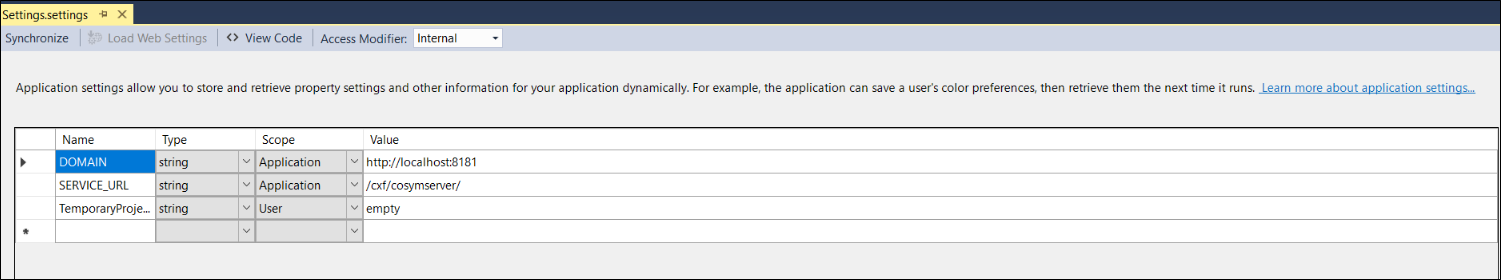 Settings.settings
Synchronize Load Web Settings View Code Access Modifier: Internal
Application settings allow you to store and retrieve property settings and other information for your application dynamically. For example, the application can save a user's color preferences, then retrieve them the next time it runs. Learn more about application settings...
Name Type Scope Value
DOMAIN string Application http://localhost:8181
SERVICE_URL string Application /cxf/cosymserver/
TemporaryProje... string User empty